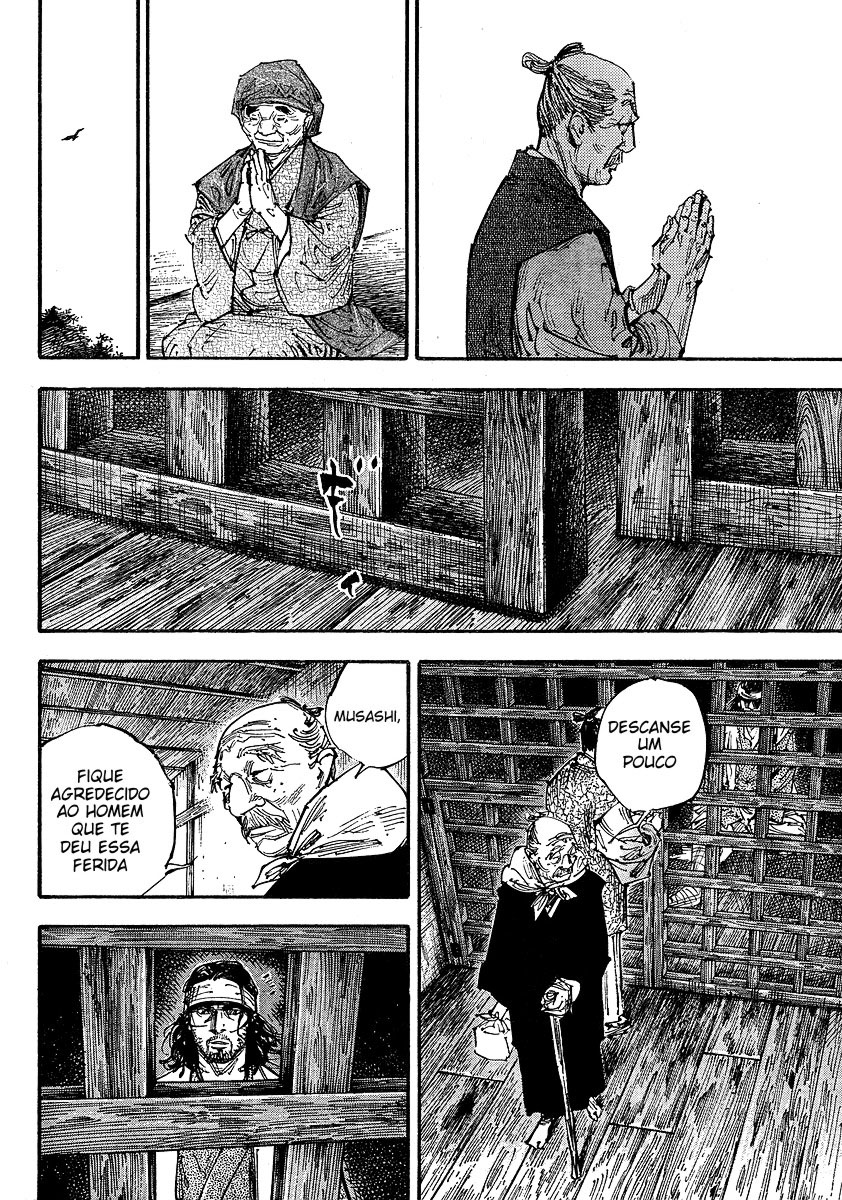 DESCANSE
UM
POUCO
MUSASHI,
FIQUE
AGREDECIDO
AO HOMEM
QUE TE
DEU ESSA
FERIDA